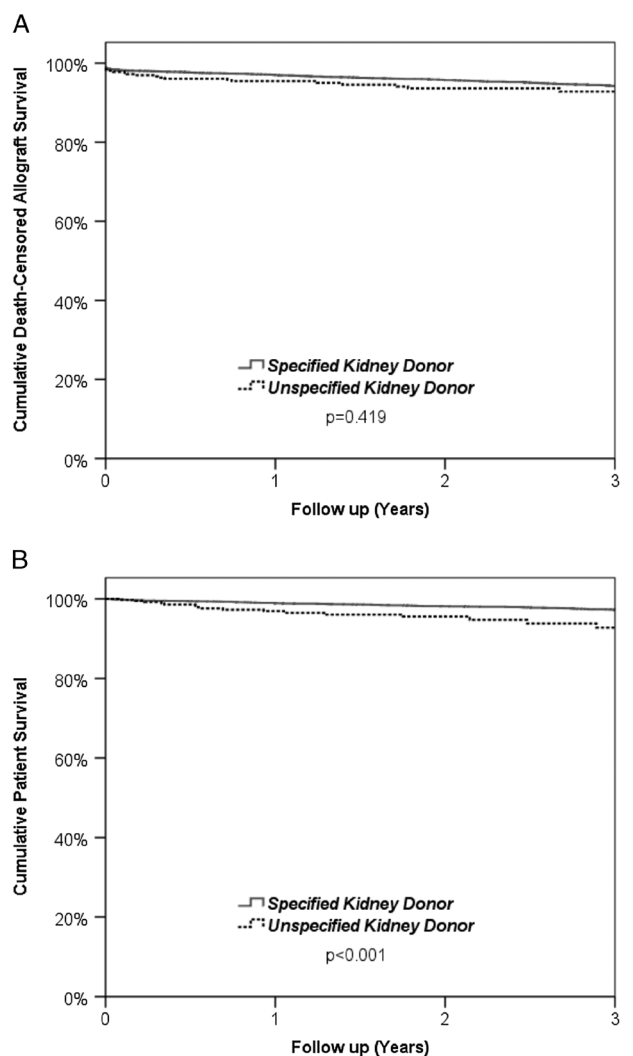 A
Cumulative Death-Censored Allograft Survival
100%
80%
60%
40%
20%
0%
Specified Kidney Donor
Unspecified Kidney Donor
p=0.419
0 1 2 3
Follow up (Years)
B
Cumulative Patient Survival
100%
80%
60%
40%
20%
0%
Specified Kidney Donor
Unspecified Kidney Donor
p<0.001
0 1 2 3
Follow up (Years)